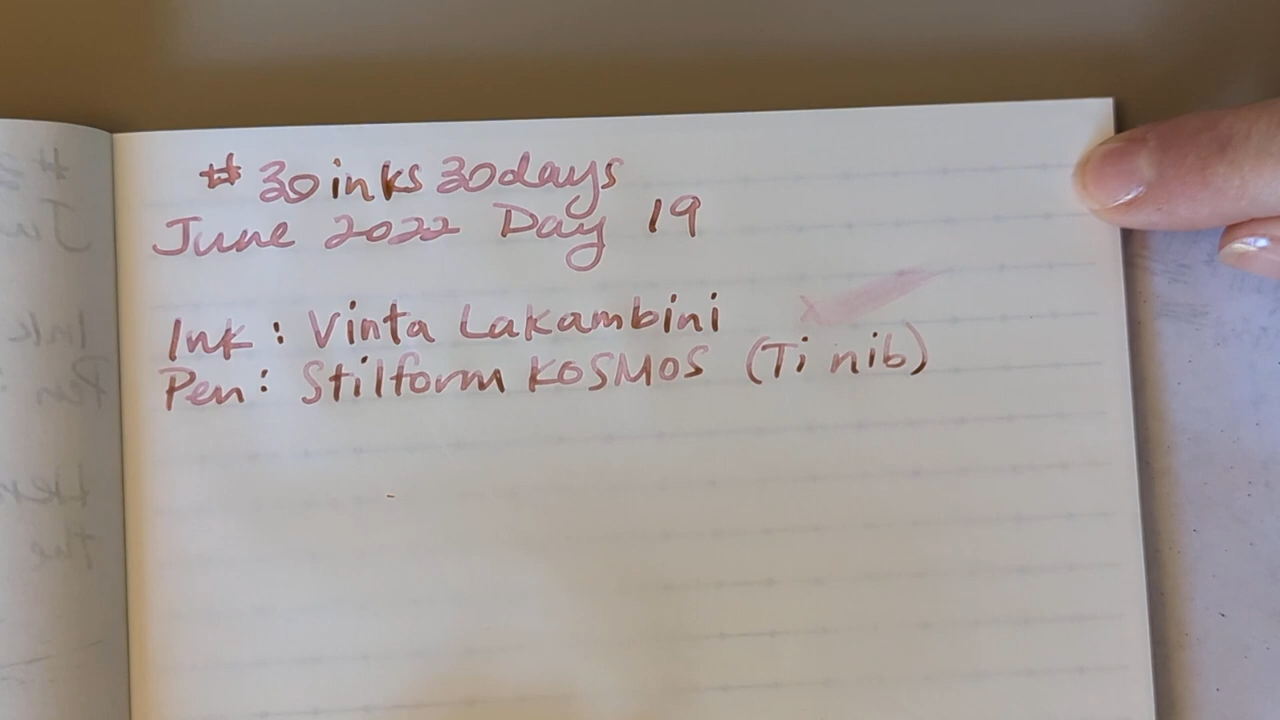 #30inks30days
June 2022 Day 19
Ink: Vinta Lakambini
Pen: Stilform KOSMOS (Ti nib)